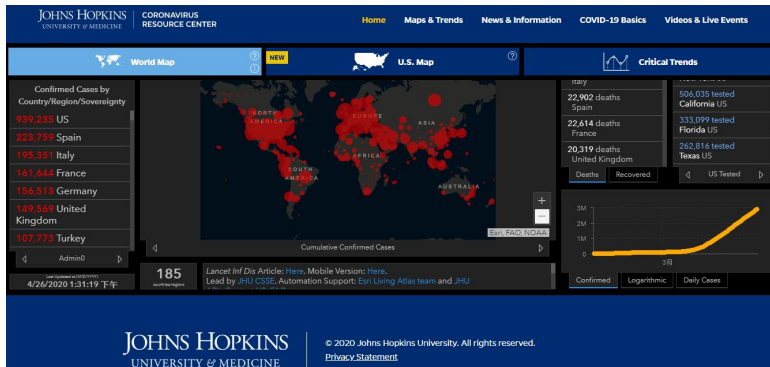 JOHNS HOPKINS
UNIVERSITY & MEDICINE
CORONAVIRUS
RESOURCE CENTER
Home
Maps & Trends
News & Information
COVID-19 Basics
Videos & Live Events
World Map
NEW
U.S. Map
Critical Trends
Confirmed Cases by
Country/Region/Sovereignty
939,235 US
223,759 Spain
195,351 Italy
161,644 France
156,513 Germany
149,569 United
Kingdom
107,773 Turkey
Admin0
4/26/2020 1:31:19 下午
NORTH
AMERICA
EUROPE
ASIA
AFRICA
SOUTH
AMERICA
AUSTRALIA
+
−
Esri, FAO, NOAA
Cumulative Confirmed Cases
185
countries/regions
Lancet Inf Dis Article: Here. Mobile Version: Here.
Lead by JHU CSSE. Automation Support: Esri Living Atlas team and JHU
Italy
22,902 deaths
Spain
22,614 deaths
France
20,319 deaths
United Kingdom
Deaths
Recovered
506,035 tested
California US
333,099 tested
Florida US
262,816 tested
Texas US
US Tested
3M
2M
1M
0
3月
Confirmed
Logarithmic
Daily Cases
JOHNS HOPKINS
UNIVERSITY & MEDICINE
© 2020 Johns Hopkins University. All rights reserved.
Privacy Statement